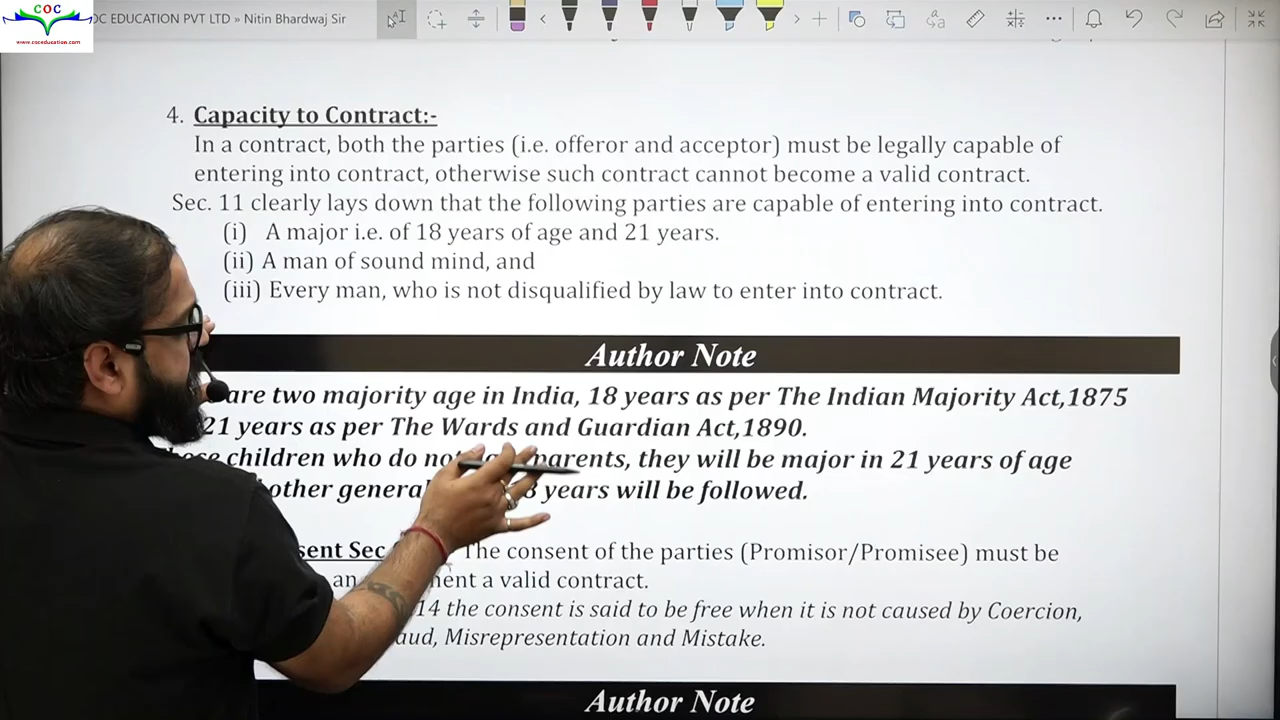 COC
www.coceducation.com
OC EDUCATION PVT LTD » Nitin Bhardwaj Sir
4. Capacity to Contract:-
In a contract, both the parties (i.e. offeror and acceptor) must be legally capable of
entering into contract, otherwise such contract cannot become a valid contract.
Sec. 11 clearly lays down that the following parties are capable of entering into contract.
(i) A major i.e. of 18 years of age and 21 years.
(ii) A man of sound mind, and
(iii) Every man, who is not disqualified by law to enter into contract.
Author Note
are two majority age in India, 18 years as per The Indian Majority Act,1875
21 years as per The Wards and Guardian Act,1890.
children who do not parents, they will be major in 21 years of age
other general years will be followed.
sent Sec The consent of the parties (Promisor/Promisee) must be
an ent a valid contract.
14 the consent is said to be free when it is not caused by Coercion,
aud, Misrepresentation and Mistake.
Author Note